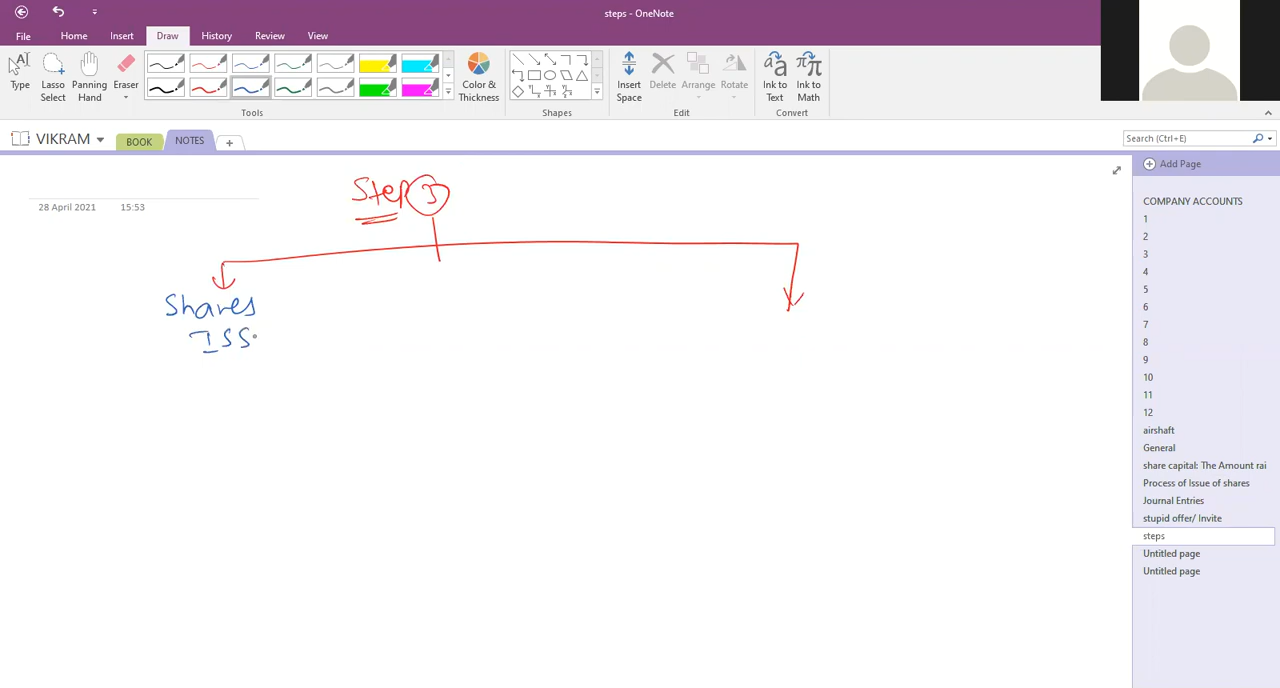 steps - OneNote
File Home Insert Draw History Review View
Type
Lasso Select
Panning Hand
Eraser
Color & Thickness
Insert Space
Delete
Arrange
Rotate
Ink to Text
Ink to Math
Tools
Shapes
Edit
Convert
VIKRAM
BOOK
NOTES
Search (Ctrl+E)
Add Page
28 April 2021 15:53
Step 3
Shares
ISS
COMPANY ACCOUNTS
1
2
3
4
5
6
7
8
9
10
11
12
airshaft
General
share capital: The Amount rai
Process of Issue of shares
Journal Entries
stupid offer/ Invite
steps
Untitled page
Untitled page